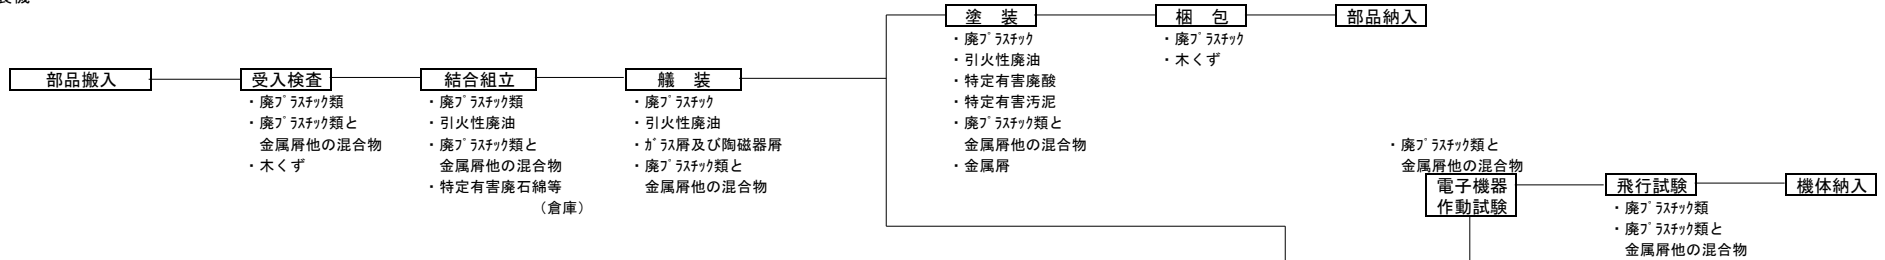 塗　装
梱　包
部品納入
・廃ﾌﾟﾗｽﾁｯｸ
・引火性廃油
・特定有害廃酸
・特定有害汚泥
・廃ﾌﾟﾗｽﾁｯｸ類と
金属屑他の混合物
・金属屑
・廃ﾌﾟﾗｽﾁｯｸ
・木くず
部品搬入
受入検査
・廃ﾌﾟﾗｽﾁｯｸ類
・廃ﾌﾟﾗｽﾁｯｸ類と
金属屑他の混合物
・木くず
結合組立
・廃ﾌﾟﾗｽﾁｯｸ類
・引火性廃油
・廃ﾌﾟﾗｽﾁｯｸ類と
金属屑他の混合物
・特定有害廃石綿等
（倉庫）
艤　装
・廃ﾌﾟﾗｽﾁｯｸ
・引火性廃油
・ｶﾞﾗｽ屑及び陶磁器屑
・廃ﾌﾟﾗｽﾁｯｸ類と
金属屑他の混合物
・廃ﾌﾟﾗｽﾁｯｸ類と
金属屑他の混合物
電子機器
作動試験
飛行試験
・廃ﾌﾟﾗｽﾁｯｸ類
・廃ﾌﾟﾗｽﾁｯｸ類と
金属屑他の混合物
機体納入